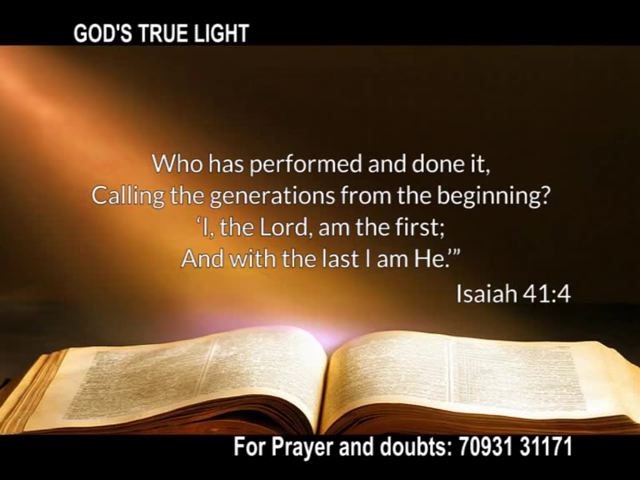 GOD'S TRUE LIGHT
Who has performed and done it,
Calling the generations from the beginning?
‘I, the Lord, am the first;
And with the last I am He.’”
Isaiah 41:4
For Prayer and doubts: 70931 31171